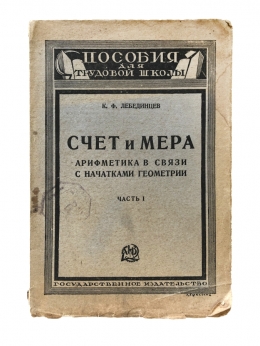 ПОСОБИЯ
ДЛЯ
ТРУДОВОЙ ШКОЛЫ
К. Ф. ЛЕБЕДИНЦЕВ
СЧЕТ И МЕРА
АРИФМЕТИКА В СВЯЗИ
С НАЧАТКАМИ ГЕОМЕТРИИ
ЧАСТЬ I
ГОСУДАРСТВЕННОЕ ИЗДАТЕЛЬСТВО